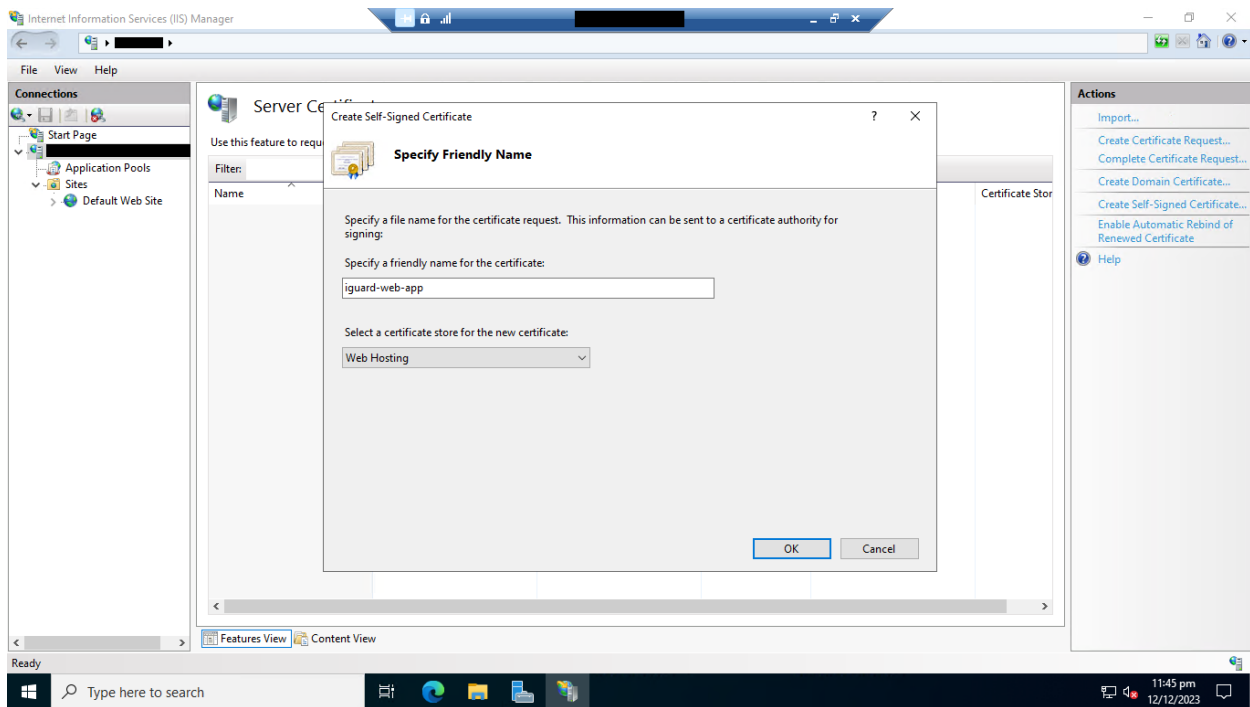 Internet Information Services (IIS) Manager
File View Help
Connections
Start Page
Application Pools
Sites
Default Web Site
Server Ce
Use this feature to requ
Filter:
Name
Certificate Stor
Create Self-Signed Certificate
?
Specify Friendly Name
Specify a file name for the certificate request. This information can be sent to a certificate authority for
signing:
Specify a friendly name for the certificate:
iguard-web-app
Select a certificate store for the new certificate:
Web Hosting
OK Cancel
Features View Content View
Actions
Import...
Create Certificate Request...
Complete Certificate Request...
Create Domain Certificate...
Create Self-Signed Certificate...
Enable Automatic Rebind of
Renewed Certificate
Help
Ready
Type here to search
11:45 pm
12/12/2023